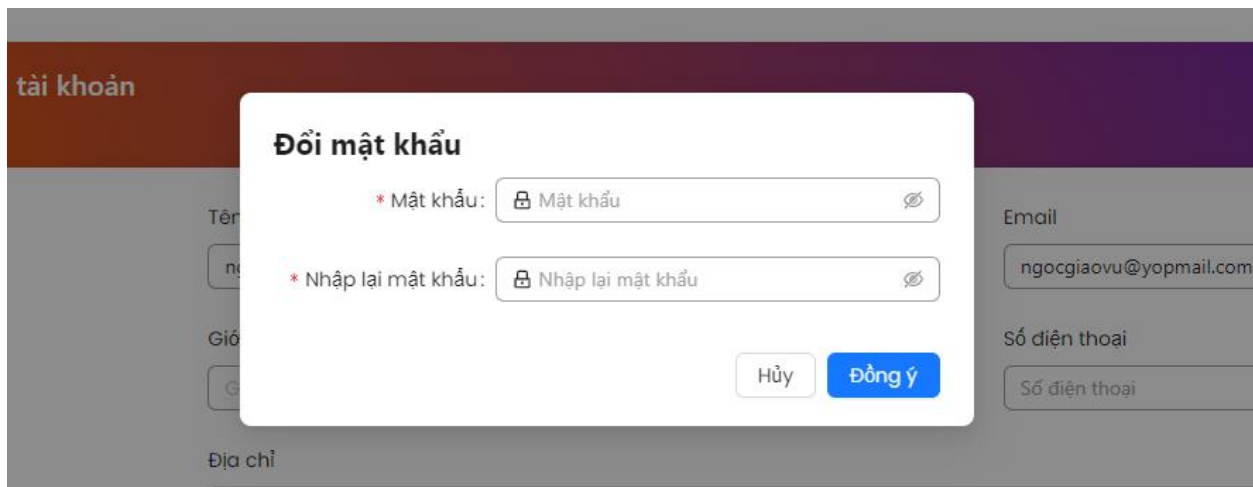 tài khoản
Đổi mật khẩu
* Mật khẩu:
Mật khẩu
* Nhập lại mật khẩu:
Nhập lại mật khẩu
Hủy
Đồng ý
Email
ngocgiaovu@yopmail.com
Số điện thoại
Số điện thoại
Địa chỉ